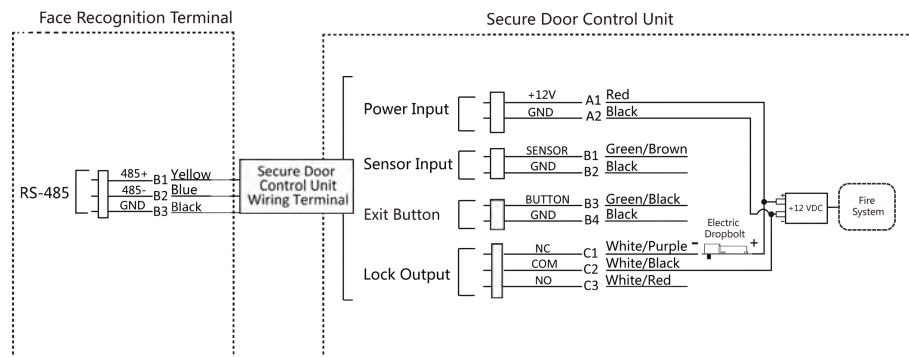 Face Recognition Terminal
Secure Door Control Unit
RS-485
485+ B1 Yellow
485- B2 Blue
GND B3 Black
Secure Door
Control Unit
Wiring Terminal
Power Input
+12V A1 Red
GND A2 Black
Sensor Input
SENSOR B1 Green/Brown
GND B2 Black
Exit Button
BUTTON B3 Green/Black
GND B4 Black
Lock Output
NC C1 White/Purple
COM C2 White/Black
NO C3 White/Red
Electric
Dropbolt
- +
+
+12 VDC
-
Fire
System